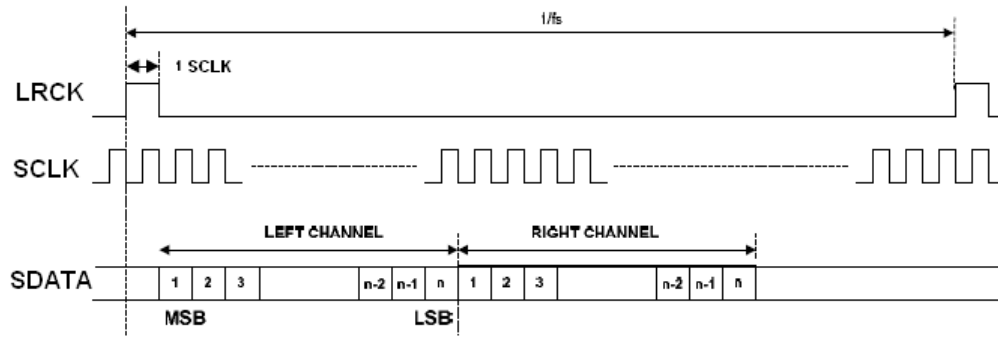 1/fs
1 SCLK
LRCK
SCLK
LEFT CHANNEL RIGHT CHANNEL
SDATA 1 2 3 n-2 n-1 n 1 2 3 n-2 n-1 n
MSB LSB